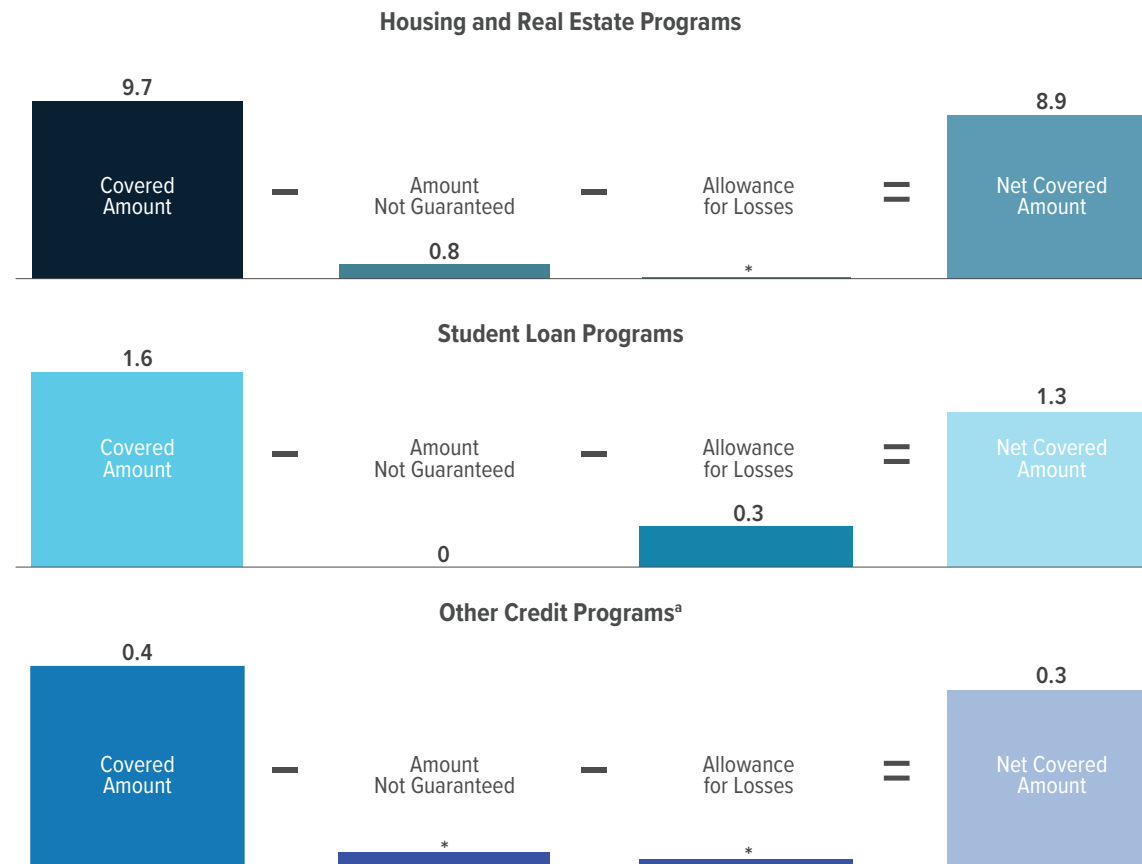 Housing and Real Estate Programs
9.7
8.9
Covered
Amount
–
Amount
Not Guaranteed
–
Allowance
for Losses
=
Net Covered
Amount
0.8
*
Student Loan Programs
1.6
1.3
Covered
Amount
–
Amount
Not Guaranteed
–
Allowance
for Losses
=
Net Covered
Amount
0
0.3
Other Credit Programsᵃ
0.4
0.3
Covered
Amount
–
Amount
Not Guaranteed
–
Allowance
for Losses
=
Net Covered
Amount
*
*